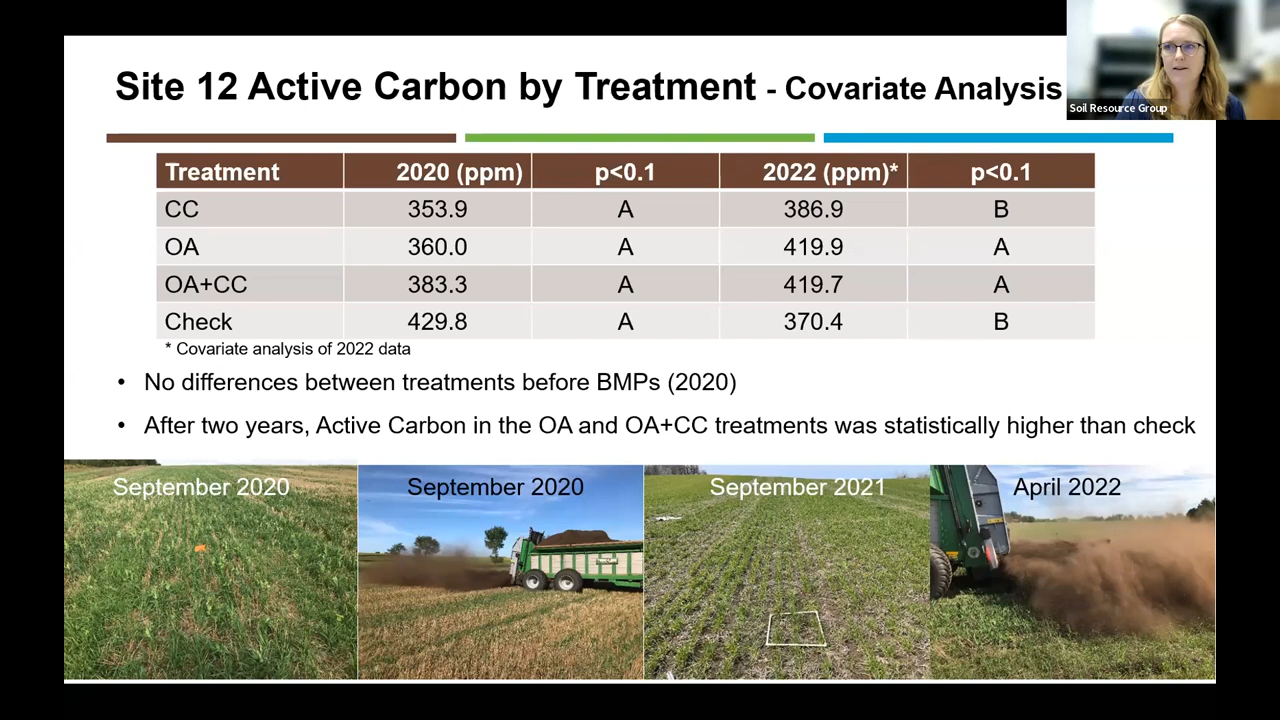 Site 12 Active Carbon by Treatment - Covariate Analysis
Soil Resource Group
Treatment 2020 (ppm) p<0.1 2022 (ppm)* p<0.1
CC 353.9 A 386.9 B
OA 360.0 A 419.9 A
OA+CC 383.3 A 419.7 A
Check 429.8 A 370.4 B
* Covariate analysis of 2022 data
• No differences between treatments before BMPs (2020)
• After two years, Active Carbon in the OA and OA+CC treatments was statistically higher than check
September 2020 September 2020 September 2021 April 2022